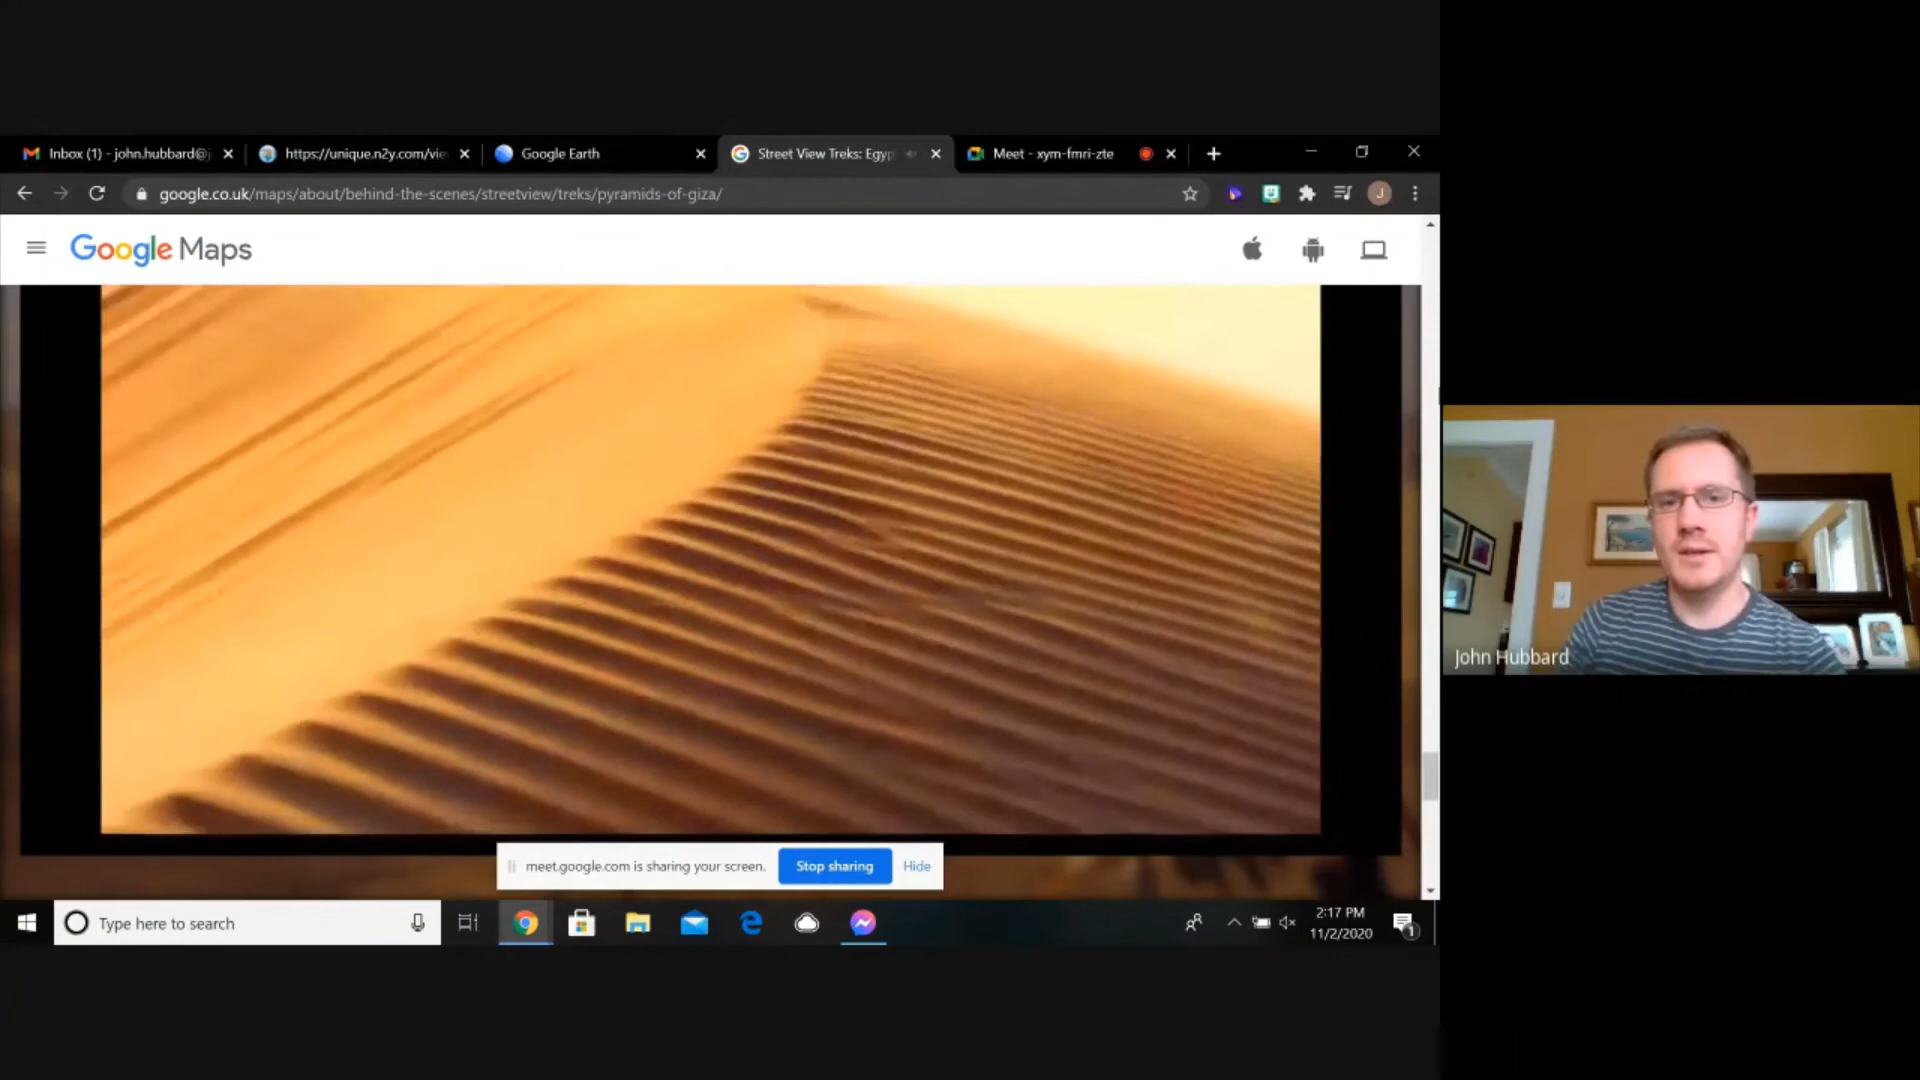 Inbox (1) - john.hubbard@j
https://unique.n2y.com/vie
Google Earth
Street View Treks: Egyp
Meet - xym-fmri-zte
google.co.uk/maps/about/behind-the-scenes/streetview/treks/pyramids-of-giza/
J
Google Maps
John Hubbard
meet.google.com is sharing your screen.
Stop sharing
Hide
Type here to search
2:17 PM
11/2/2020
1